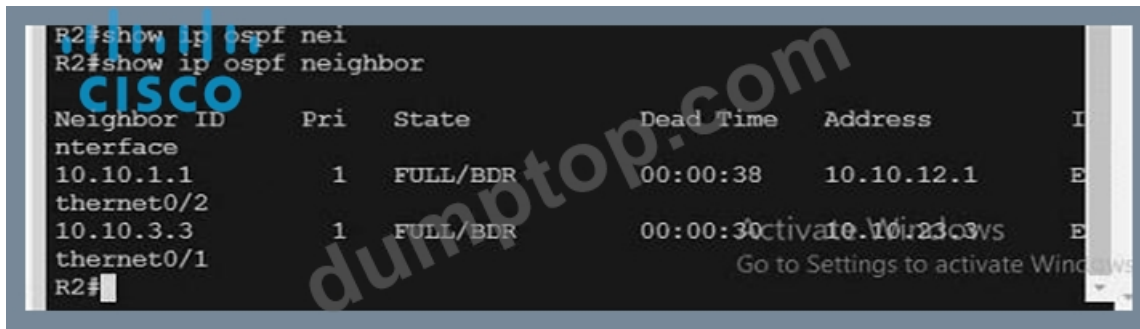 R2#show ip ospf nei
R2#show ip ospf neighbor
CISCO
Neighbor ID Pri State Dead Time Address I
nterface
10.10.1.1 1 FULL/BDR 00:00:38 10.10.12.1 E
thernet0/2
10.10.3.3 1 FULL/BDR 00:00:30 10.10.23.3 E
thernet0/1
R2#
Activate Windows
Go to Settings to activate Windows
dumptop.com